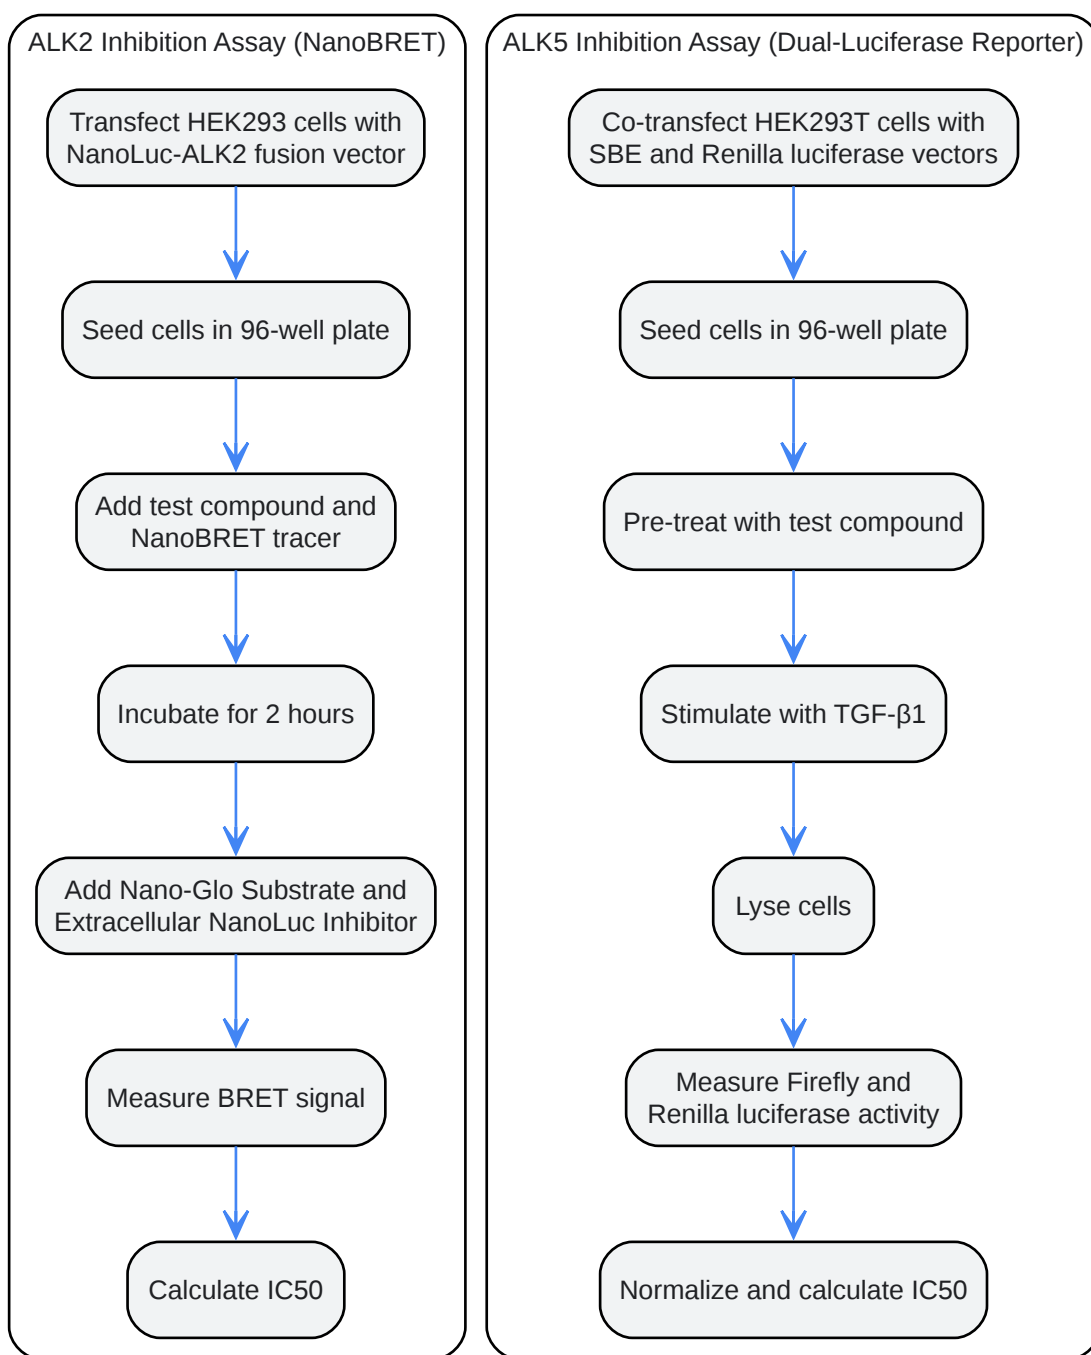 ALK2 Inhibition Assay (NanoBRET)
Transfect HEK293 cells with
NanoLuc-ALK2 fusion vector
Seed cells in 96-well plate
Add test compound and
NanoBRET tracer
Incubate for 2 hours
Add Nano-Glo Substrate and
Extracellular NanoLuc Inhibitor
Measure BRET signal
Calculate IC50
ALK5 Inhibition Assay (Dual-Luciferase Reporter)
Co-transfect HEK293T cells with
SBE and Renilla luciferase vectors
Seed cells in 96-well plate
Pre-treat with test compound
Stimulate with TGF-β1
Lyse cells
Measure Firefly and
Renilla luciferase activity
Normalize and calculate IC50